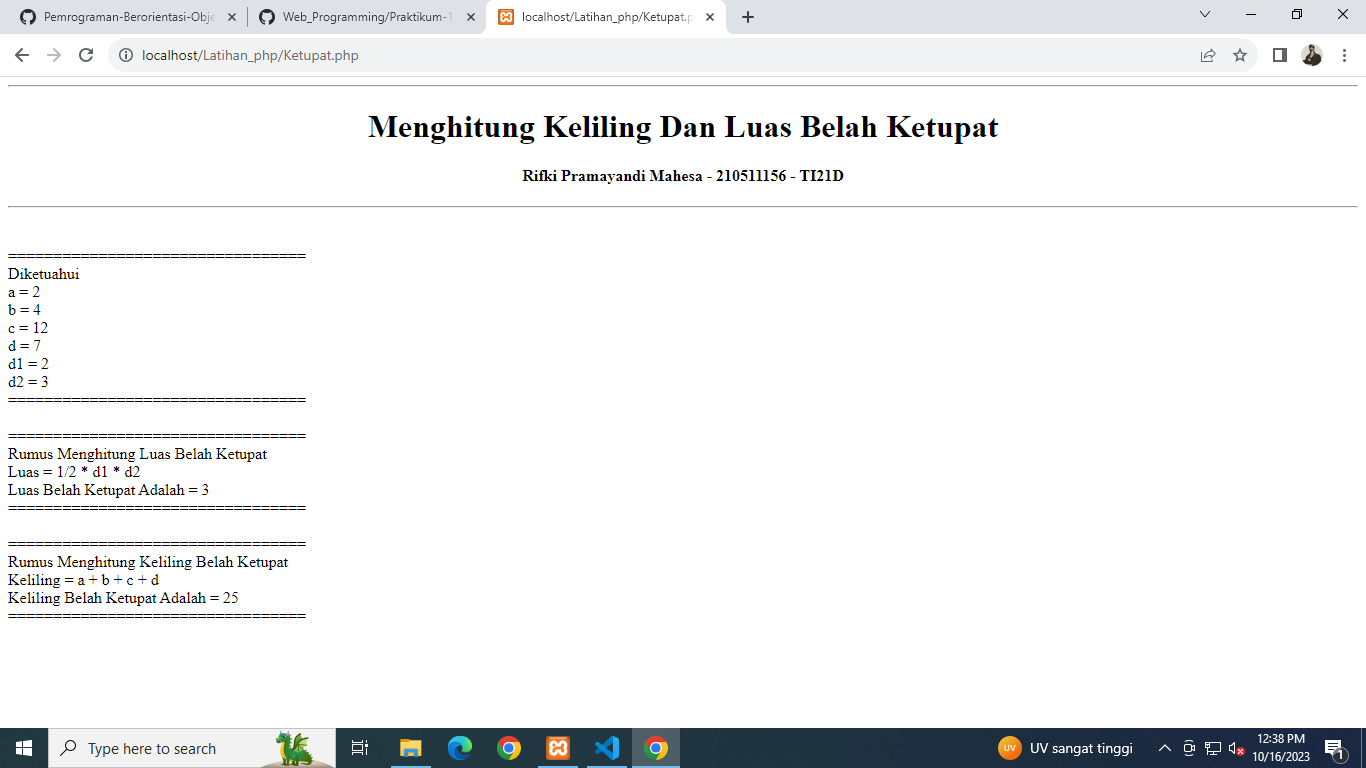 Pemrograman-Berorientasi-Obje
Web_Programming/Praktikum-1
localhost/Latihan_php/Ketupat.p
localhost/Latihan_php/Ketupat.php
Menghitung Keliling Dan Luas Belah Ketupat
Rifki Pramayandi Mahesa - 210511156 - TI21D
=================================
Diketuahui
a = 2
b = 4
c = 12
d = 7
d1 = 2
d2 = 3
=================================
=================================
Rumus Menghitung Luas Belah Ketupat
Luas = 1/2 * d1 * d2
Luas Belah Ketupat Adalah = 3
=================================
=================================
Rumus Menghitung Keliling Belah Ketupat
Keliling = a + b + c + d
Keliling Belah Ketupat Adalah = 25
=================================
Type here to search
UV
UV sangat tinggi
12:38 PM
10/16/2023
1